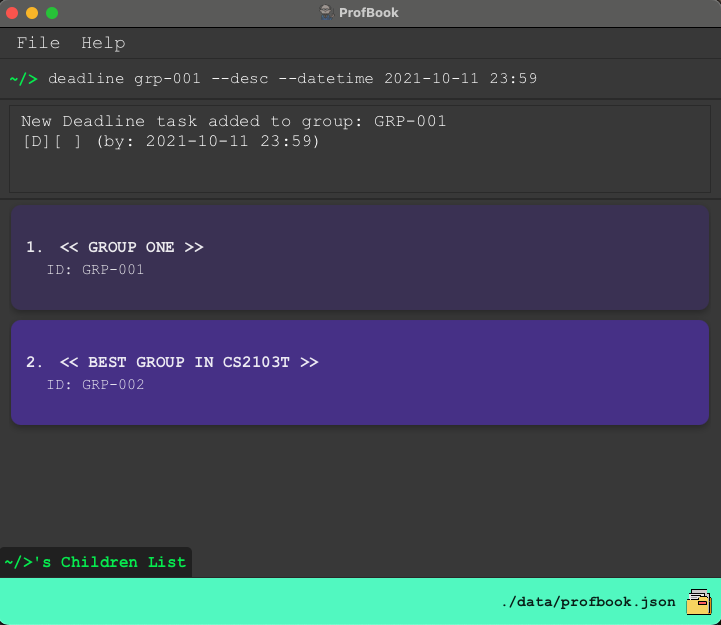 ProfBook
File Help
~/> deadline grp-001 --desc --datetime 2021-10-11 23:59
New Deadline task added to group: GRP-001
[D][ ] (by: 2021-10-11 23:59)
1. << GROUP ONE >>
ID: GRP-001
2. << BEST GROUP IN CS2103T >>
ID: GRP-002
~/>'s Children List
./data/profbook.json